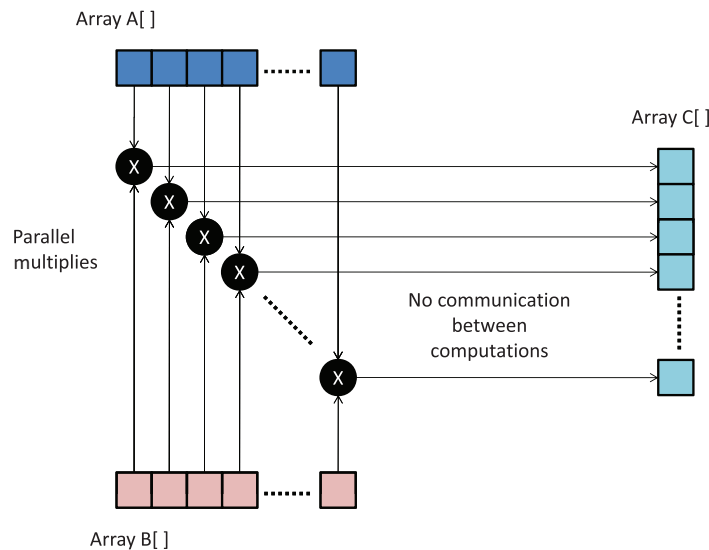 Array A[ ]
Array C[ ]
X
X
X
X
X
Parallel
multiplies
No communication
between
computations
Array B[ ]